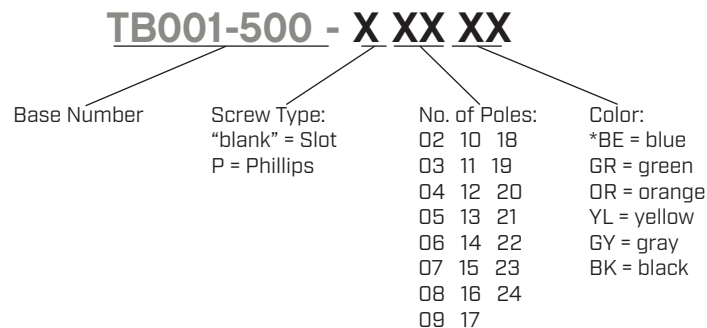 TB001-500 - X XX XX
Base Number Screw Type: No. of Poles: Color:
“blank” = Slot 02 10 18 *BE = blue
P = Phillips 03 11 19 GR = green
04 12 20 OR = orange
05 13 21 YL = yellow
06 14 22 GY = gray
07 15 23 BK = black
08 16 24
09 17